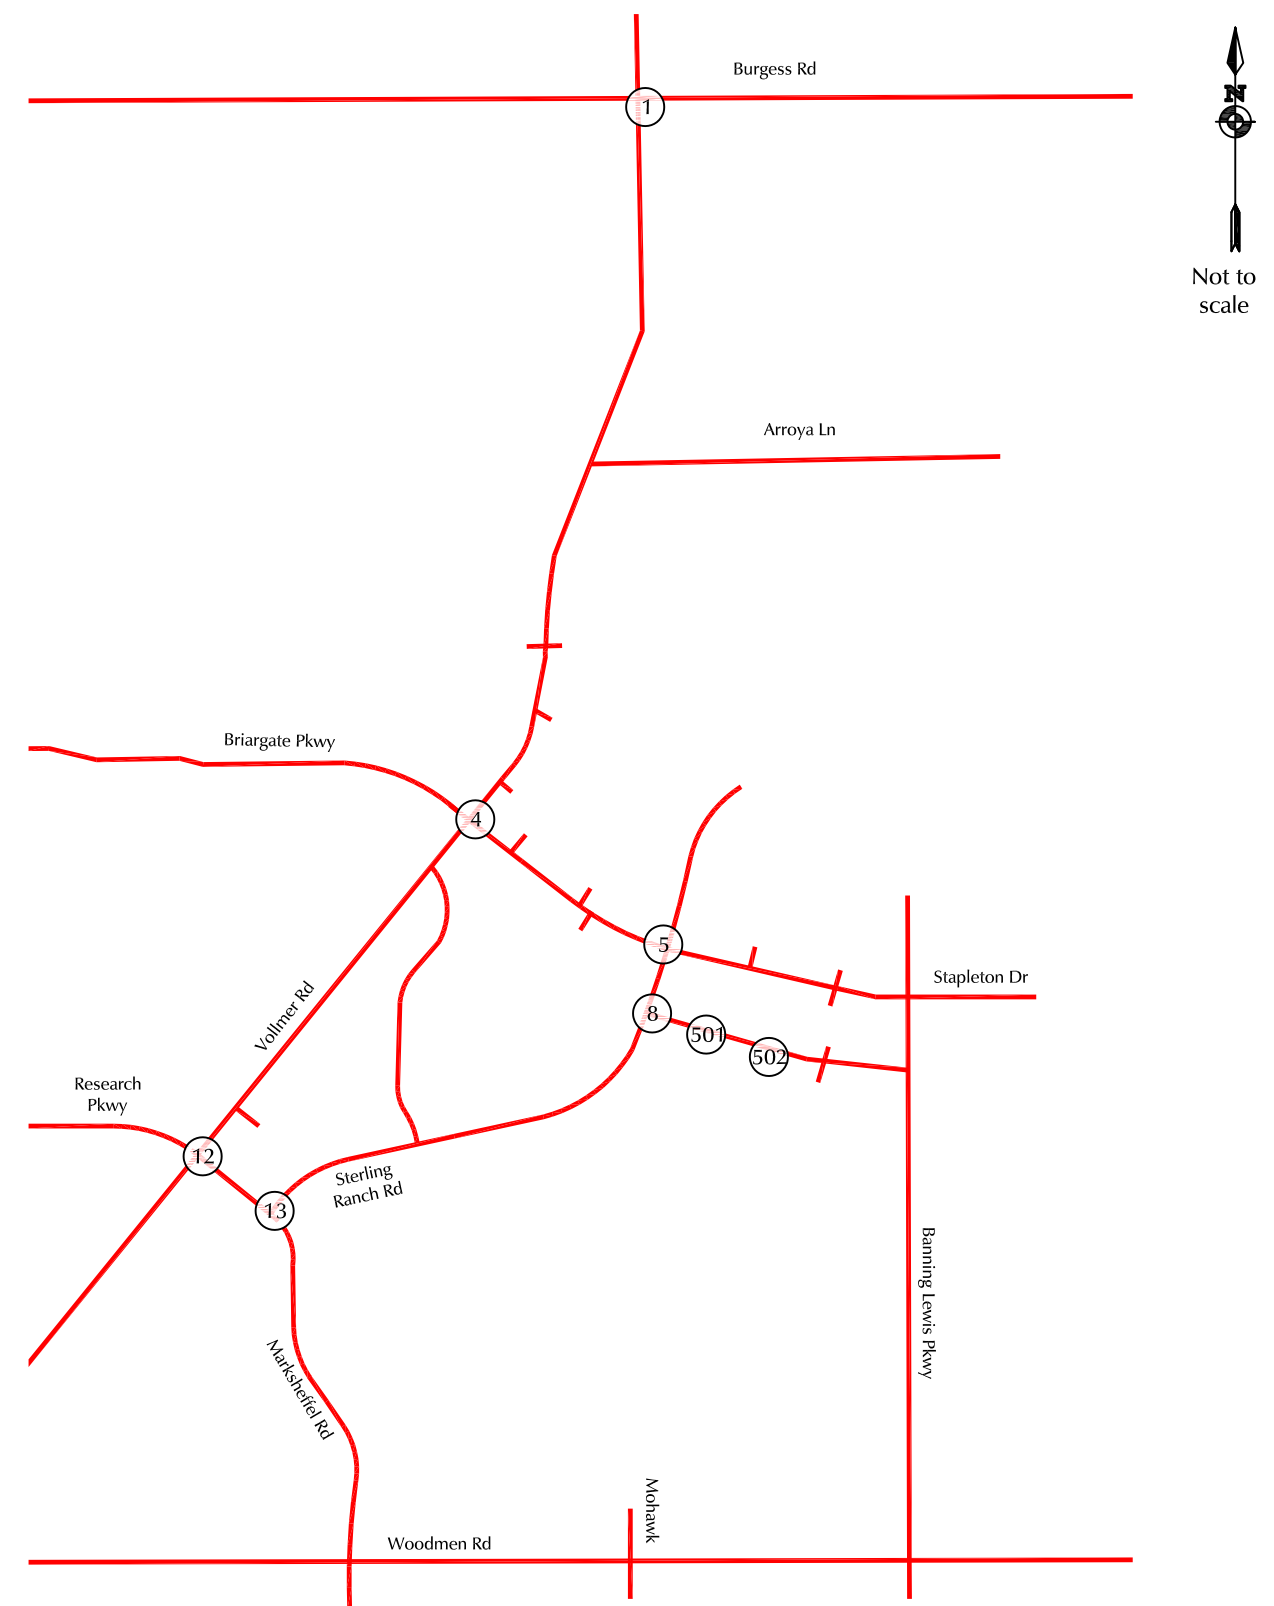 Burgess Rd
1
N
Not to
scale
Arroya Ln
Briargate Pkwy
4
5
Stapleton Dr
Vollmer Rd
8
501
502
Research
Pkwy
12
Sterling
Ranch Rd
13
Banning Lewis Pkwy
Marksheffel Rd
Mohawk
Woodmen Rd